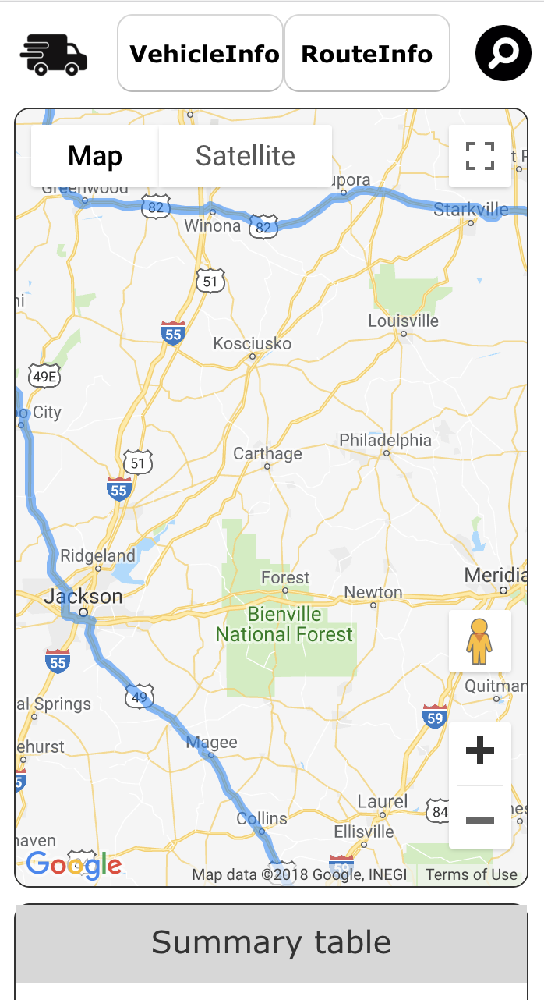 VehicleInfo RouteInfo
Map Satellite
Greenwood
82
Winona
82
upora
Starkville
51
ni
55
Kosciusko
Louisville
49E
oo City
Carthage
Philadelphia
51
55
Ridgeland
Jackson
Forest
Newton
Meridia
Bienville
National Forest
55
49
al Springs
Quitman
59
ehurst
Magee
5
Laurel
84
Collins
Ellisville
haven
59
Google
Map data ©2018 Google, INEGI Terms of Use
Summary table